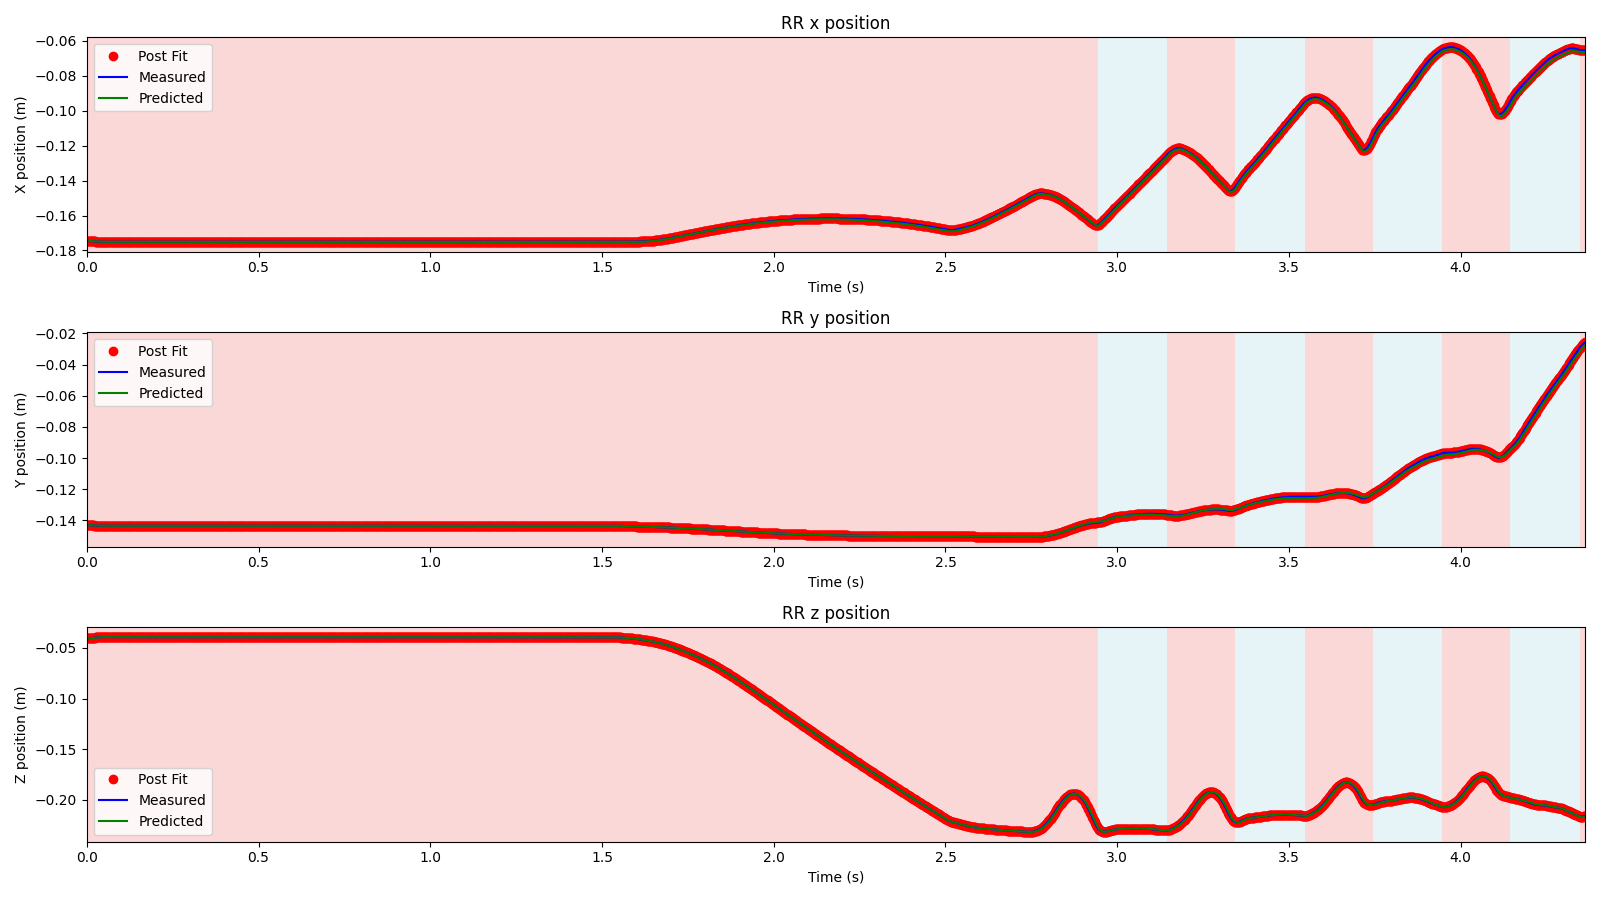 RR x position
X position (m)
−0.06
−0.08
−0.10
−0.12
−0.14
−0.16
−0.18
Post Fit
Measured
Predicted
0.0 0.5 1.0 1.5 2.0 2.5 3.0 3.5 4.0
Time (s)
RR y position
Y position (m)
−0.02
−0.04
−0.06
−0.08
−0.10
−0.12
−0.14
Post Fit
Measured
Predicted
0.0 0.5 1.0 1.5 2.0 2.5 3.0 3.5 4.0
Time (s)
RR z position
Z position (m)
−0.05
−0.10
−0.15
−0.20
Post Fit
Measured
Predicted
0.0 0.5 1.0 1.5 2.0 2.5 3.0 3.5 4.0
Time (s)